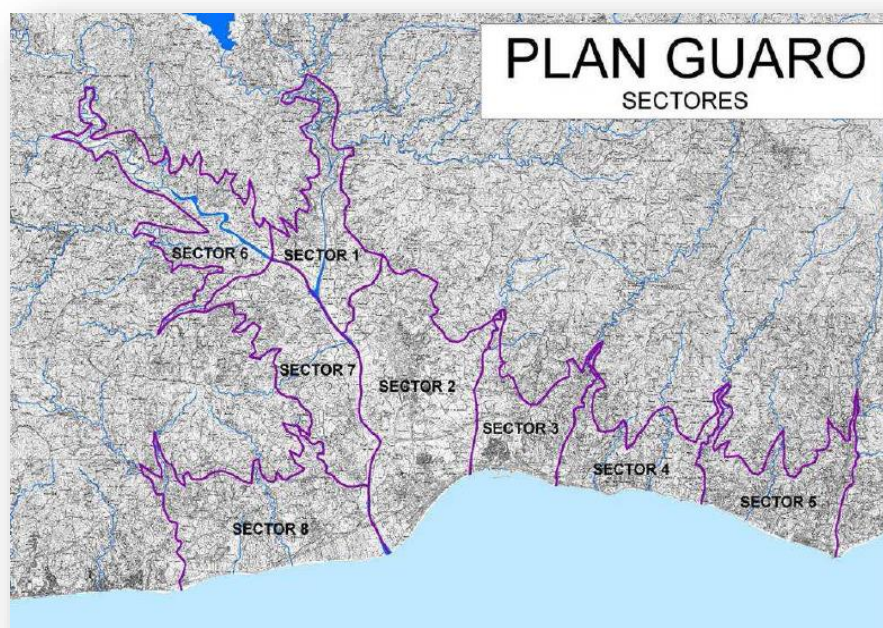 PLAN GUARO
SECTORES
SECTOR 6
SECTOR 1
SECTOR 7
SECTOR 2
SECTOR 3
SECTOR 4
SECTOR 5
SECTOR 8